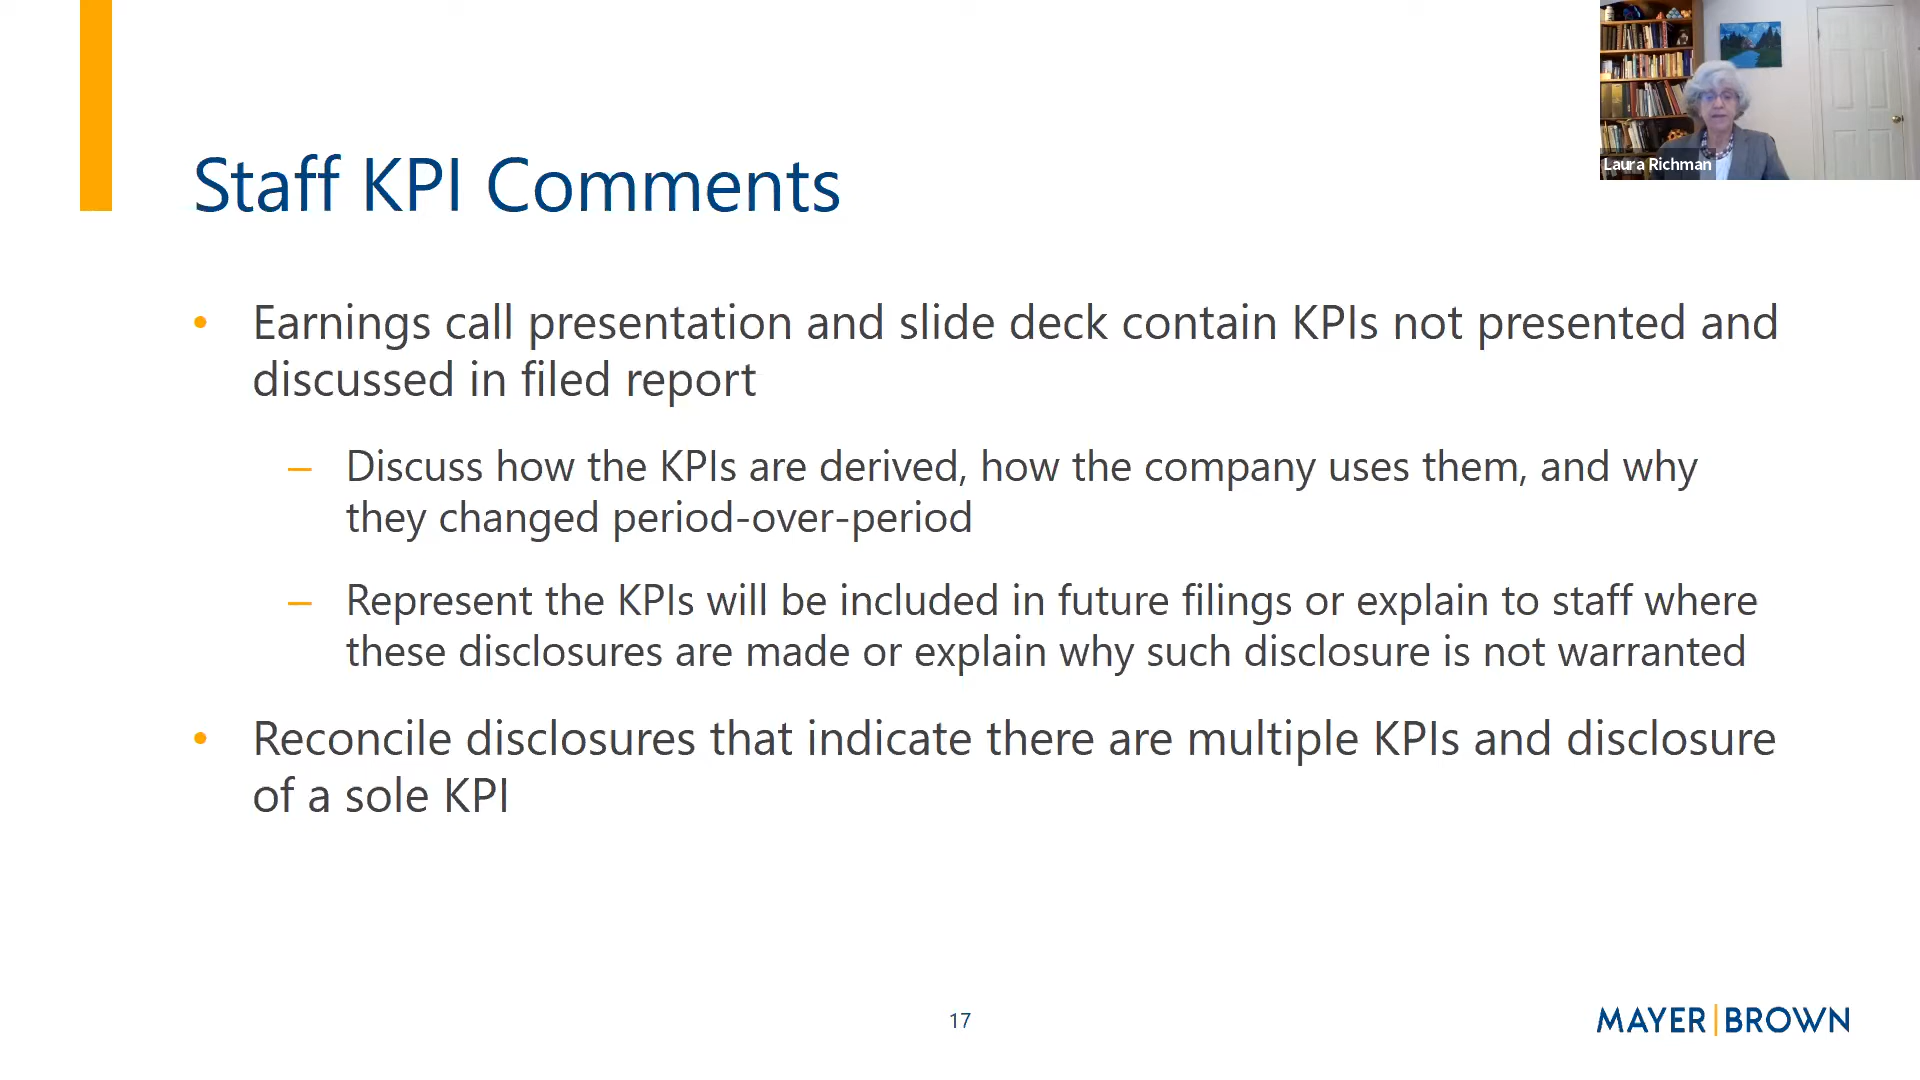 Laura Richman
Staff KPI Comments
• Earnings call presentation and slide deck contain KPIs not presented and
discussed in filed report
– Discuss how the KPIs are derived, how the company uses them, and why
they changed period-over-period
– Represent the KPIs will be included in future filings or explain to staff where
these disclosures are made or explain why such disclosure is not warranted
• Reconcile disclosures that indicate there are multiple KPIs and disclosure
of a sole KPI
17
MAYER|BROWN